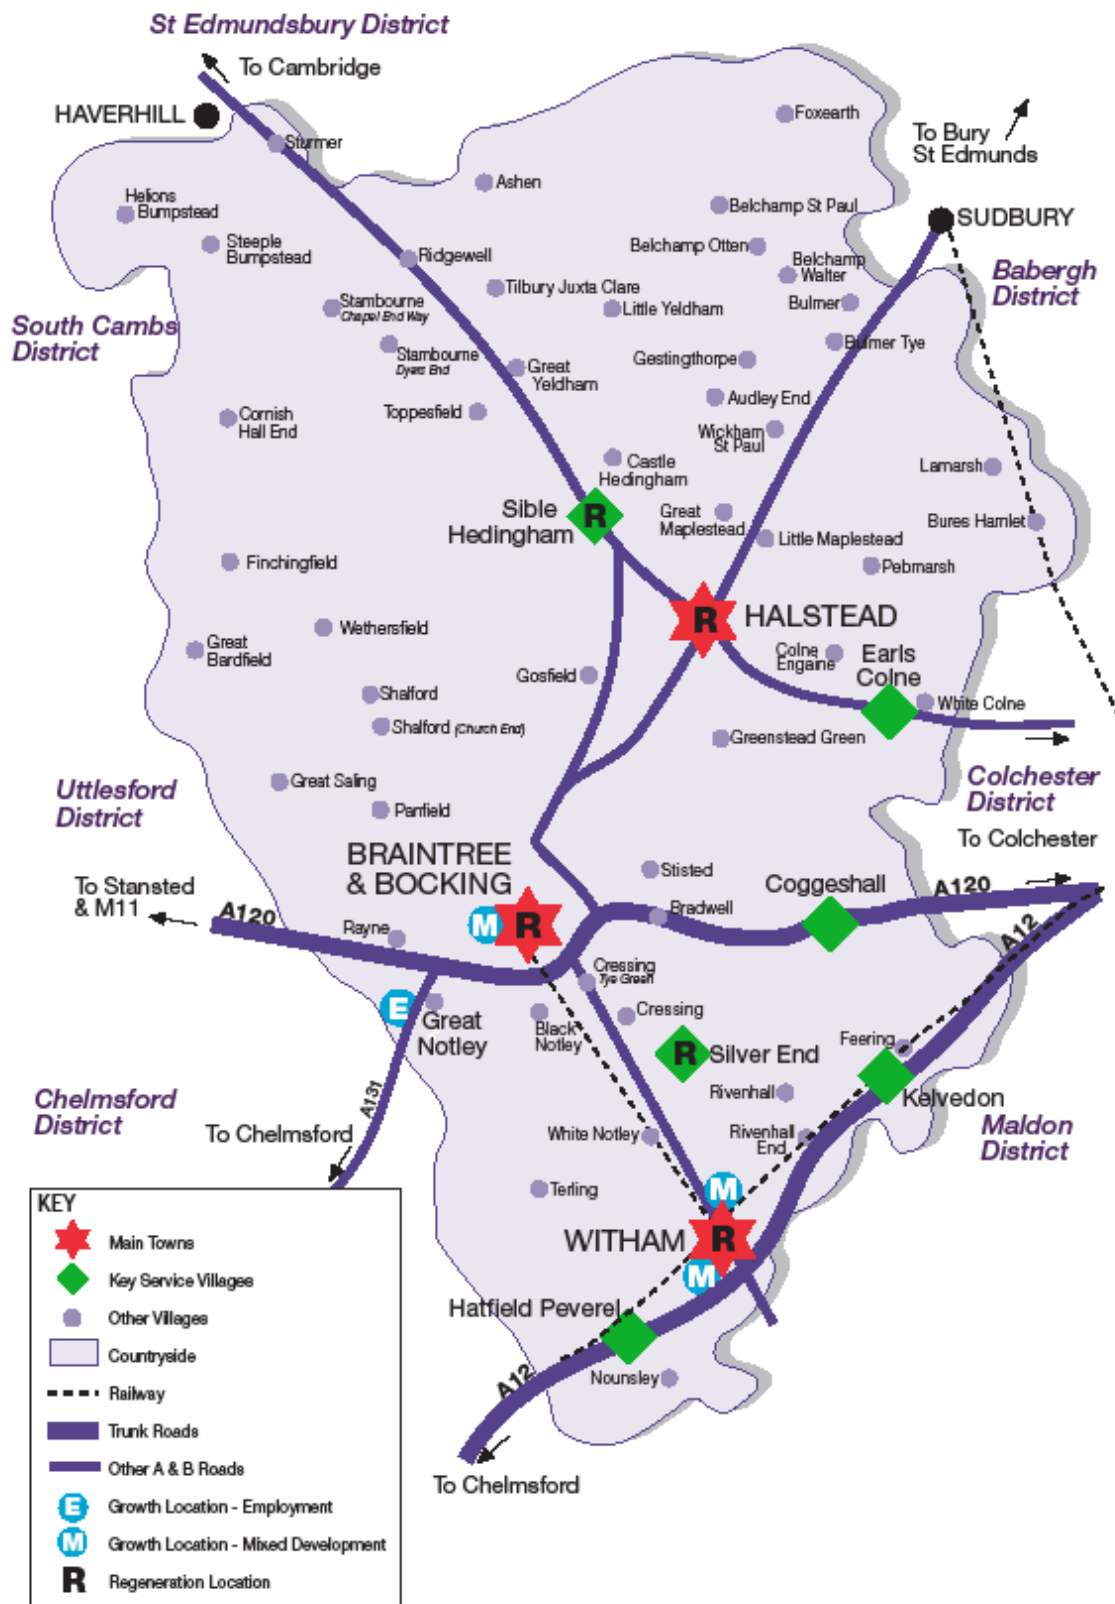 St Edmundsbury District
To Cambridge
HAVERHILL
Sturmer
Foxearth
To Bury
St Edmunds
Ashen
Helions
Bumpstead
Belchamp St Paul
SUDBURY
Steeple
Bumpstead
Ridgewell
Belchamp Otten
Belchamp
Walter
Babergh
District
Tilbury Juxta Clare
Stambourne
Chapel End Way
Little Yeldham
Bulmer
South Cambs
District
Stambourne
Dyers End
Bulmer Tye
Great
Yeldham
Gestingthorpe
Audley End
Toppesfield
Cornish
Hall End
Wickham
St Paul
Castle
Hedingham
Lamarsh
Sible
Hedingham
R
Great
Maplestead
Bures Hamlet
Little Maplestead
Finchingfield
Pebmarsh
R
HALSTEAD
Wethersfield
Great
Bardfield
Colne
Engaine
Earls
Colne
Gosfield
Shalford
White Colne
Shalford (Church End)
Greenstead Green
Great Saling
Uttlesford
District
Colchester
District
Panfield
To Colchester
BRAINTREE
& BOCKING
Stisted
Coggeshall
To Stansted
& M11
A120
A120
Bradwell
M
R
Rayne
A12
Cressing
Tye Green
E
Great
Notley
Black
Notley
Cressing
Feering
R
Silver End
Kelvedon
Rivenhall
A131
Chelmsford
District
To Chelmsford
White Notley
Rivenhall
End
Maldon
District
Terling
M
WITHAM
R
M
Hatfield Peverel
A12
Nounsley
To Chelmsford
KEY
Main Towns
Key Service Villages
Other Villages
Countryside
Railway
Trunk Roads
Other A & B Roads
E
Growth Location - Employment
M
Growth Location - Mixed Development
R
Regeneration Location